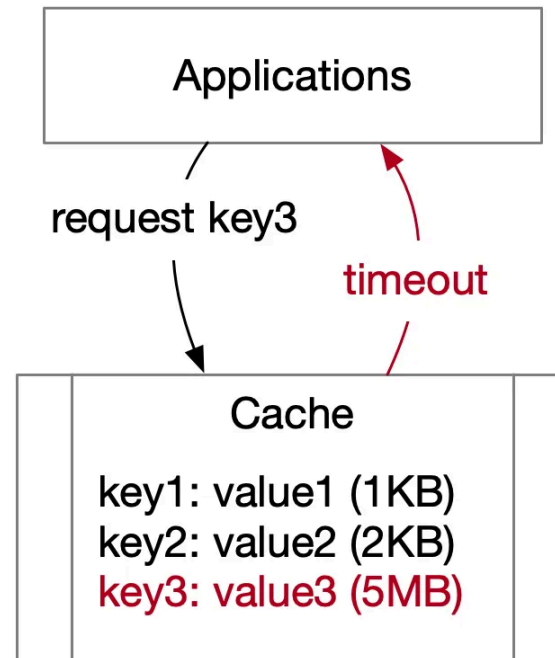 Applications
request key3
timeout
Cache
key1: value1 (1KB)
key2: value2 (2KB)
key3: value3 (5MB)